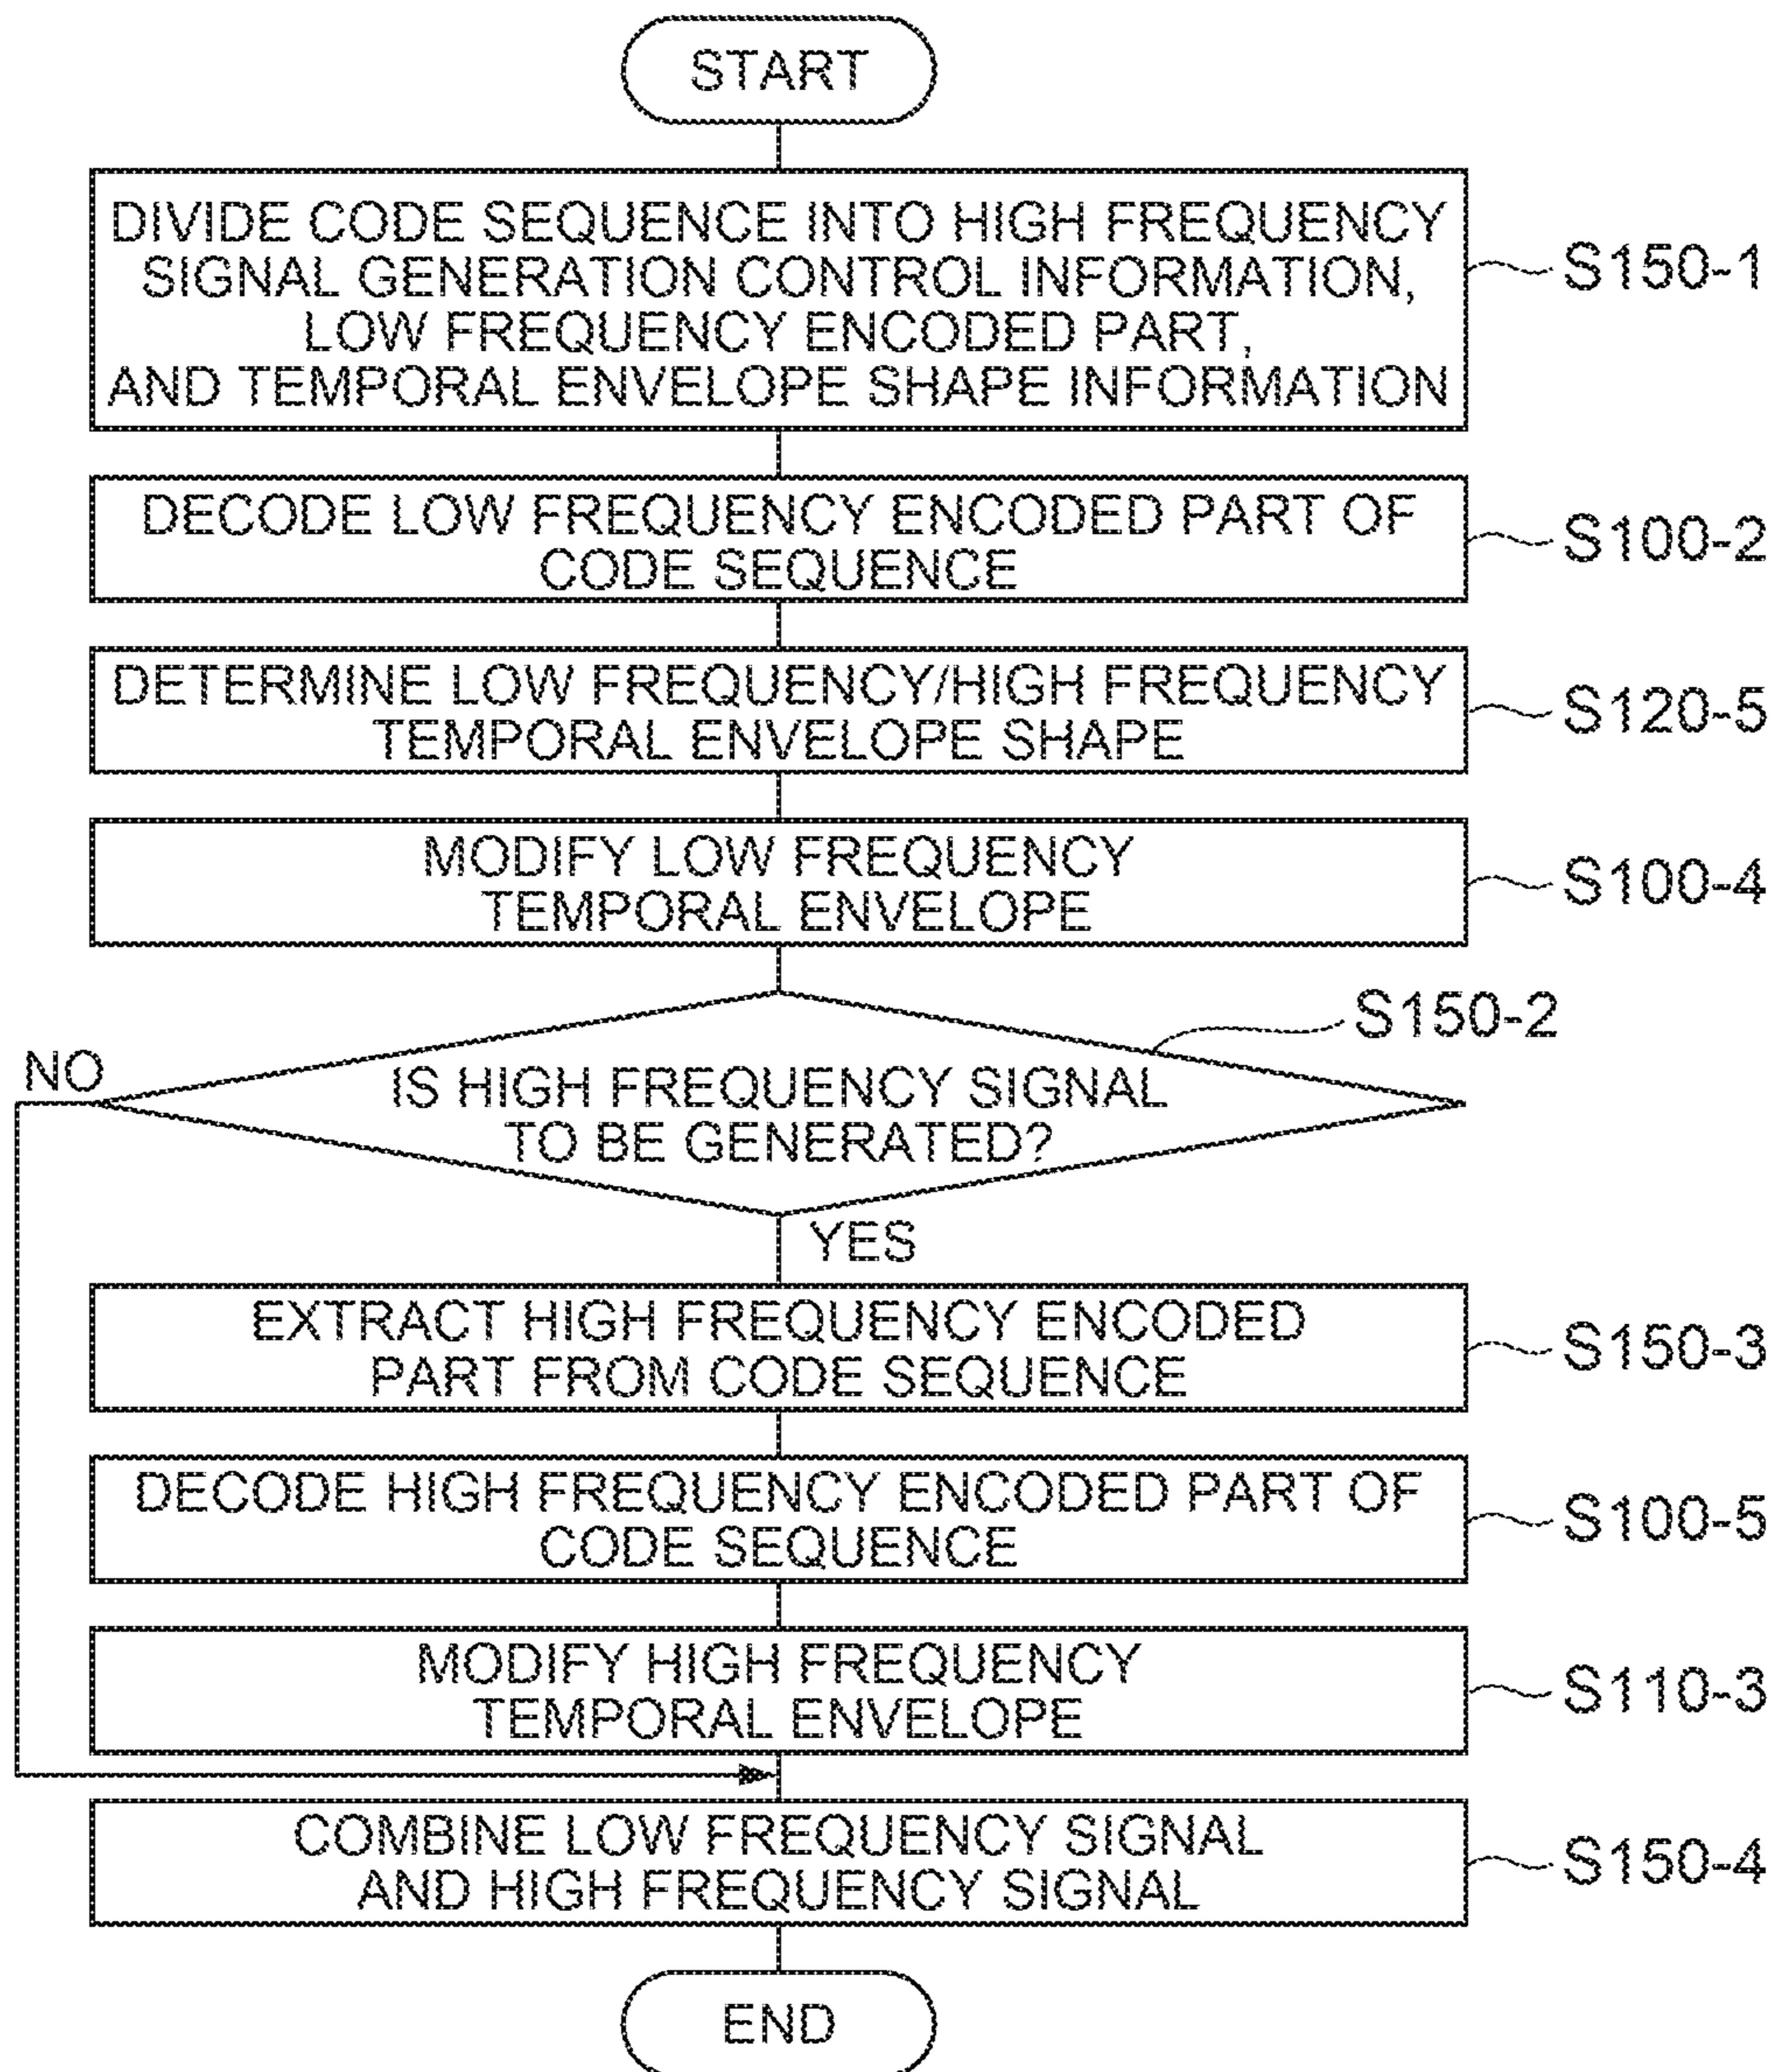 START
DIVIDE CODE SEQUENCE INTO HIGH FREQUENCY
SIGNAL GENERATION CONTROL INFORMATION,
LOW FREQUENCY ENCODED PART,
AND TEMPORAL ENVELOPE SHAPE INFORMATION
S150-1
DECODE LOW FREQUENCY ENCODED PART OF
CODE SEQUENCE
S100-2
DETERMINE LOW FREQUENCY/HIGH FREQUENCY
TEMPORAL ENVELOPE SHAPE
S120-5
MODIFY LOW FREQUENCY
TEMPORAL ENVELOPE
S100-4
S150-2
NO
IS HIGH FREQUENCY SIGNAL
TO BE GENERATED?
YES
EXTRACT HIGH FREQUENCY ENCODED
PART FROM CODE SEQUENCE
S150-3
DECODE HIGH FREQUENCY ENCODED PART OF
CODE SEQUENCE
S100-5
MODIFY HIGH FREQUENCY
TEMPORAL ENVELOPE
S110-3
COMBINE LOW FREQUENCY SIGNAL
AND HIGH FREQUENCY SIGNAL
S150-4
END